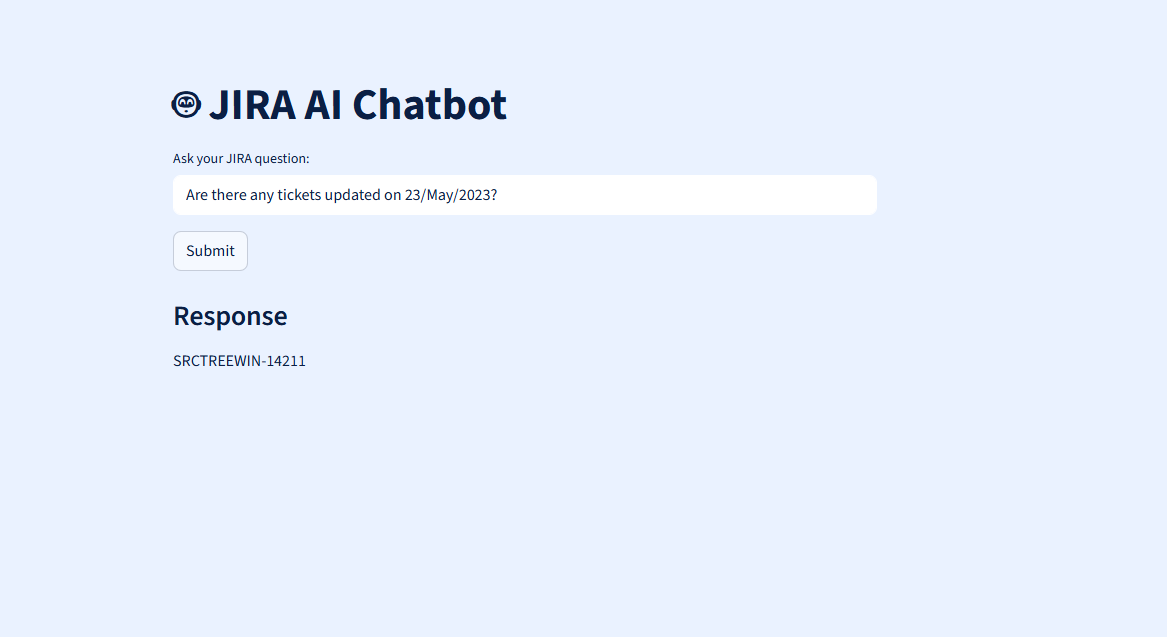 JIRA AI Chatbot
Ask your JIRA question:
Are there any tickets updated on 23/May/2023?
Submit
Response
SRCTREEWIN-14211